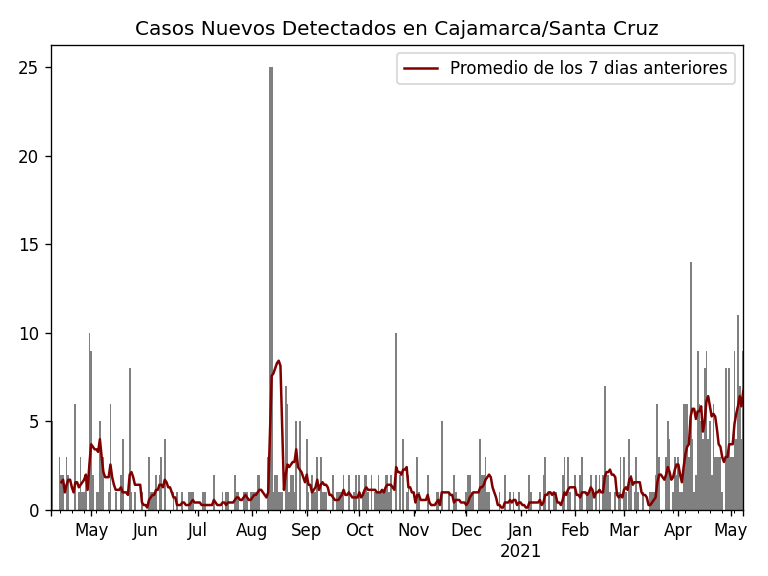 Casos Nuevos Detectados en Cajamarca/Santa Cruz
Promedio de los 7 dias anteriores
25
20
15
10
5
0
May Jun Jul Aug Sep Oct Nov Dec Jan Feb Mar Apr May
2021